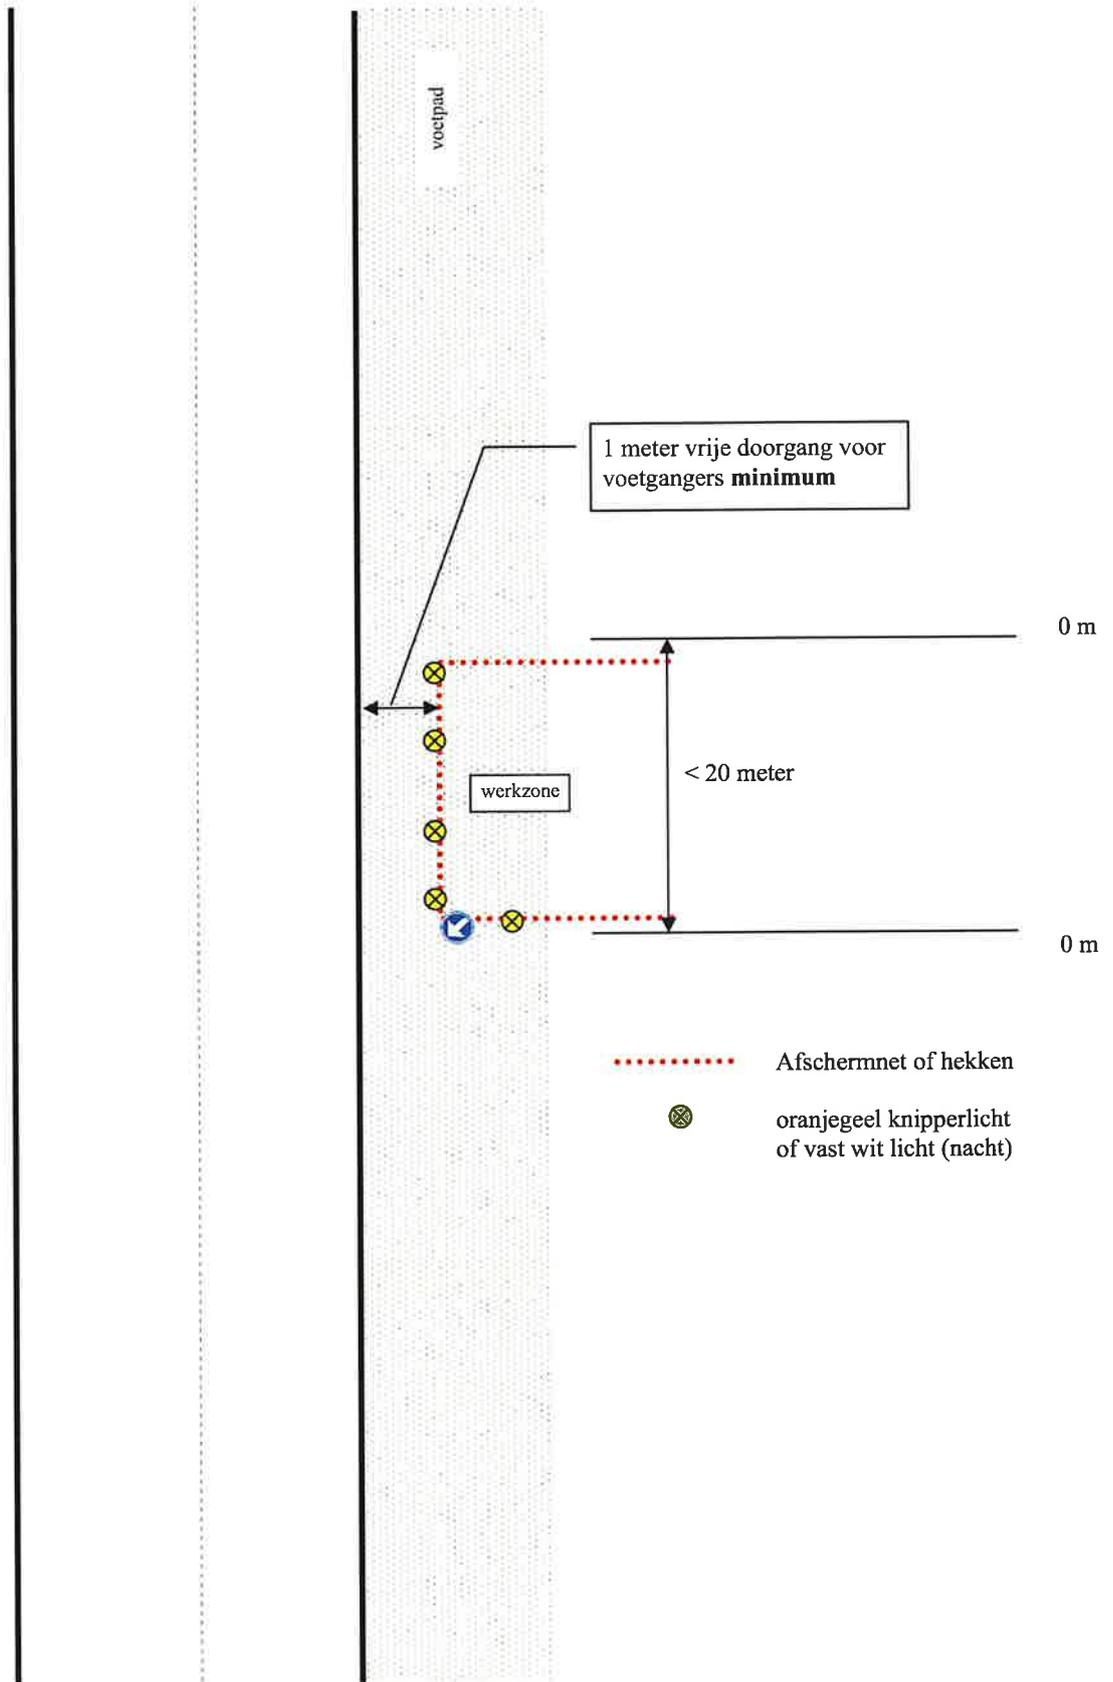 voetpad
1 meter vrije doorgang voor
voetgangers minimum
0 m
< 20 meter
werkzone
0 m
Afschermnet of hekken
oranjegeel knipperlicht
of vast wit licht (nacht)